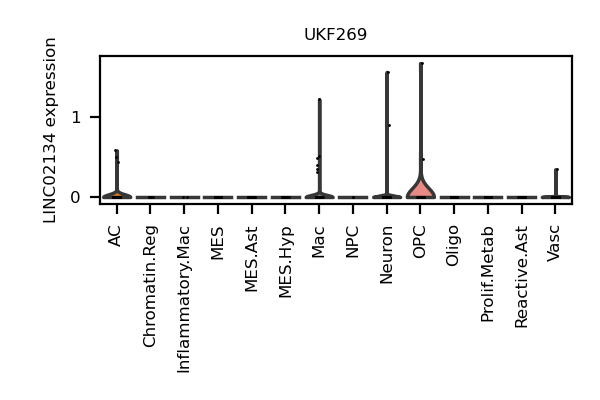 UKF269
LINC02134 expression
1
0
AC
Chromatin.Reg
Inflammatory.Mac
MES
MES.Ast
MES.Hyp
Mac
NPC
Neuron
OPC
Oligo
Prolif.Metab
Reactive.Ast
Vasc